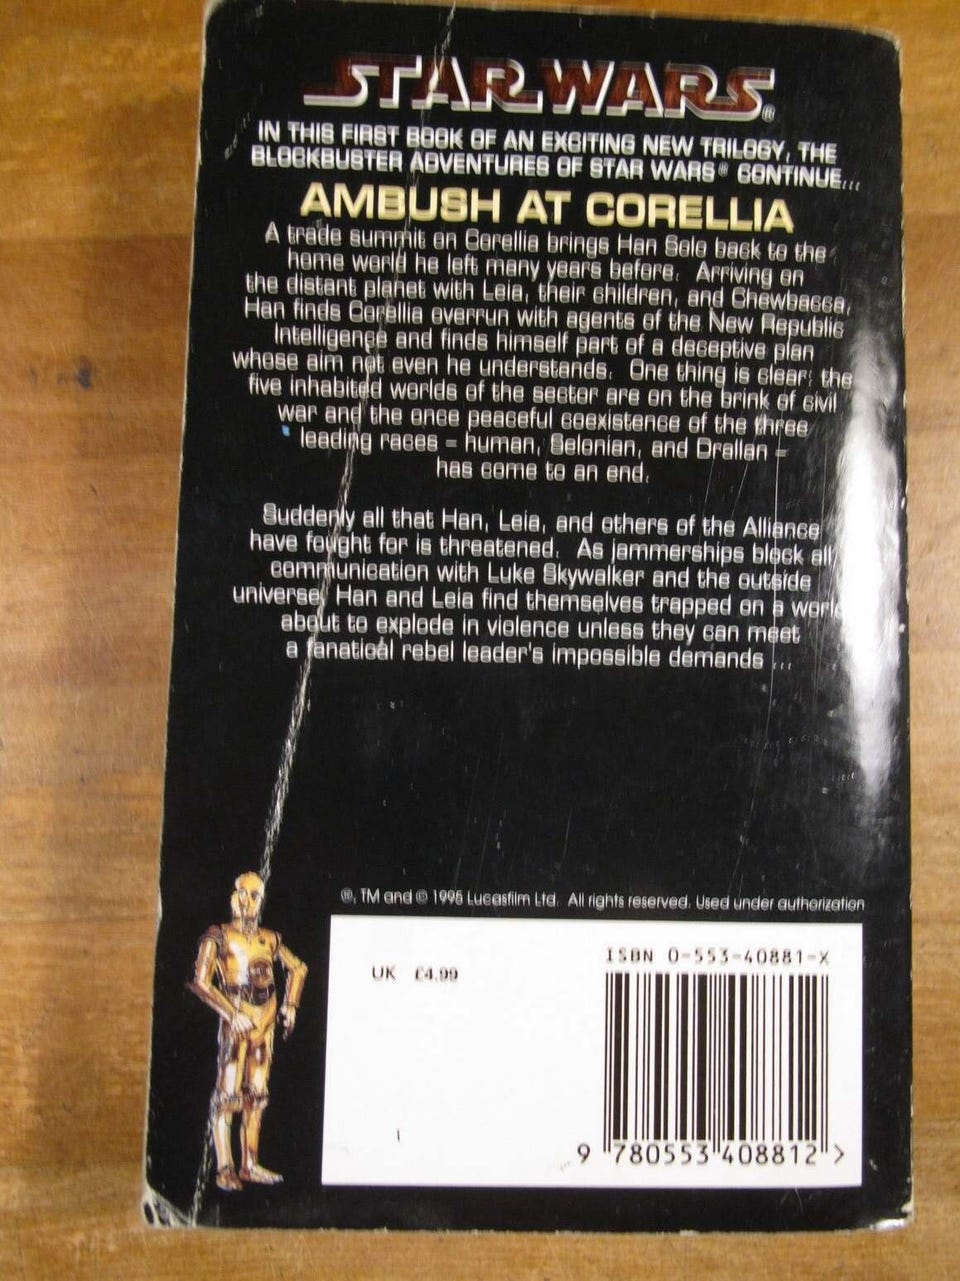 STAR WARS®
IN THIS FIRST BOOK OF AN EXCITING NEW TRILOGY, THE
BLOCKBUSTER ADVENTURES OF STAR WARS® CONTINUE...
AMBUSH AT CORELLIA
A trade summit on Corellia brings Han Solo back to the
home world he left many years before. Arriving on
the distant planet with Leia, their children, and Chewbacca,
Han finds Corellia overrun with agents of the New Republic
Intelligence and finds himself part of a deceptive plan
whose aim not even he understands. One thing is clear: the
five inhabited worlds of the sector are on the brink of civil
war and the once peaceful coexistence of the three
leading races – human, Selonian, and Drallan –
has come to an end.
Suddenly all that Han, Leia, and others of the Alliance
have fought for is threatened. As jammerships block all
communication with Luke Skywalker and the outside
universe, Han and Leia find themselves trapped on a world
about to explode in violence unless they can meet
a fanatical rebel leader's impossible demands ...
®, TM and © 1995 Lucasfilm Ltd. All rights reserved. Used under authorization
ISBN 0-553-40881-X
UK £4.99
9 780553 408812 >